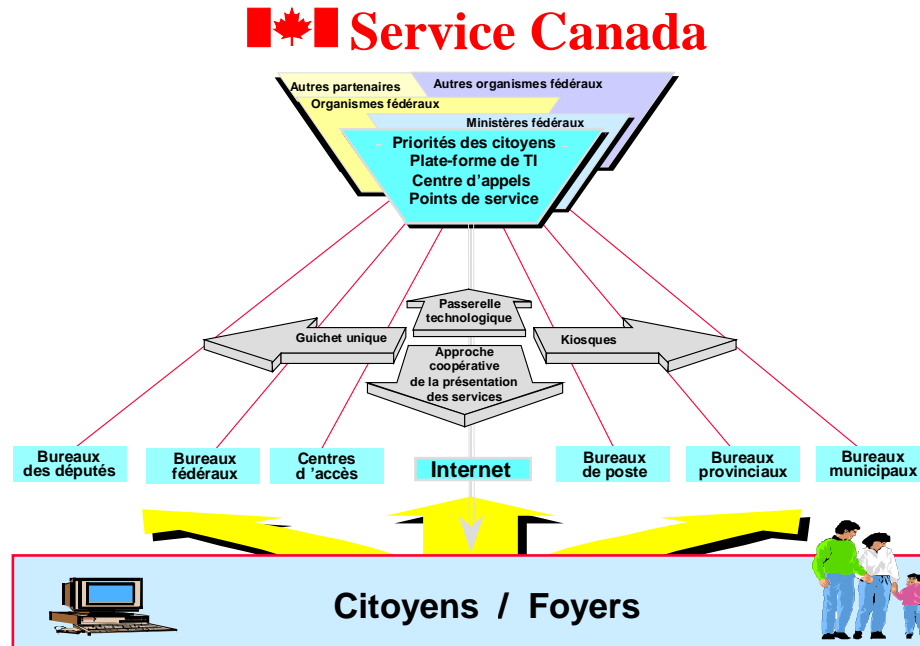 Service Canada
Autres partenaires
Autres organismes fédéraux
Organismes fédéraux
Ministères fédéraux
Priorités des citoyens
Plate-forme de TI
Centre d'appels
Points de service
Passerelle
technologique
Guichet unique
Kiosques
Approche
coopérative
de la présentation
des services
Bureaux
des députés
Bureaux
fédéraux
Centres
d 'accès
Internet
Bureaux
de poste
Bureaux
provinciaux
Bureaux
municipaux
Citoyens / Foyers